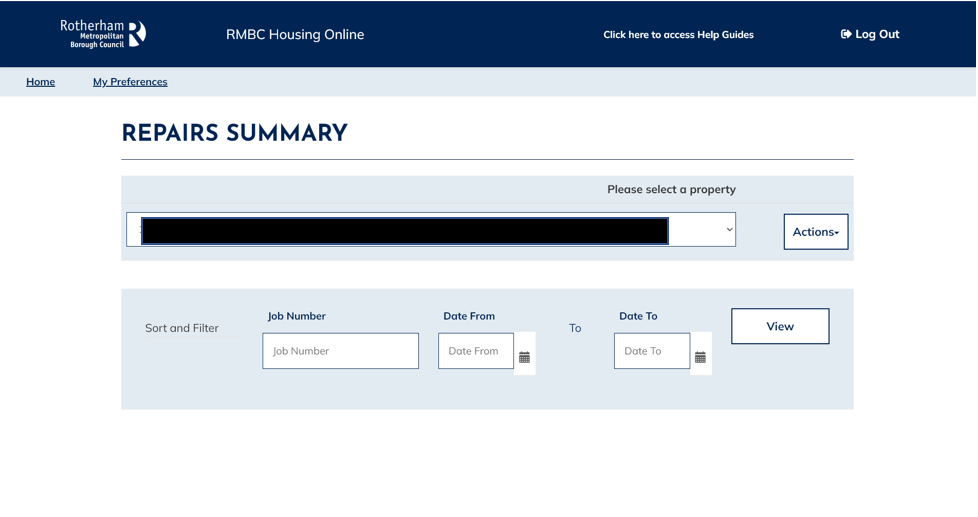 Rotherham
Metropolitan
Borough Council
RMBC Housing Online
Click here to access Help Guides
Log Out
Home
My Preferences
REPAIRS SUMMARY
Please select a property
Actions
Sort and Filter
Job Number
Date From
To
Date To
View
Job Number
Date From
Date To